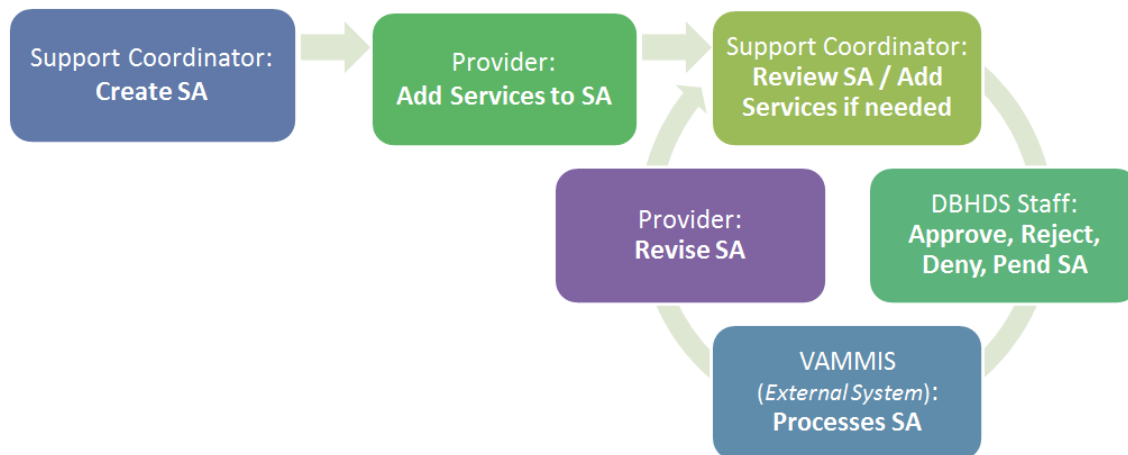 Support Coordinator:
Create SA
Provider:
Add Services to SA
Support Coordinator:
Review SA / Add
Services if needed
Provider:
Revise SA
DBHDS Staff:
Approve, Reject,
Deny, Pend SA
VAMMIS
(External System):
Processes SA